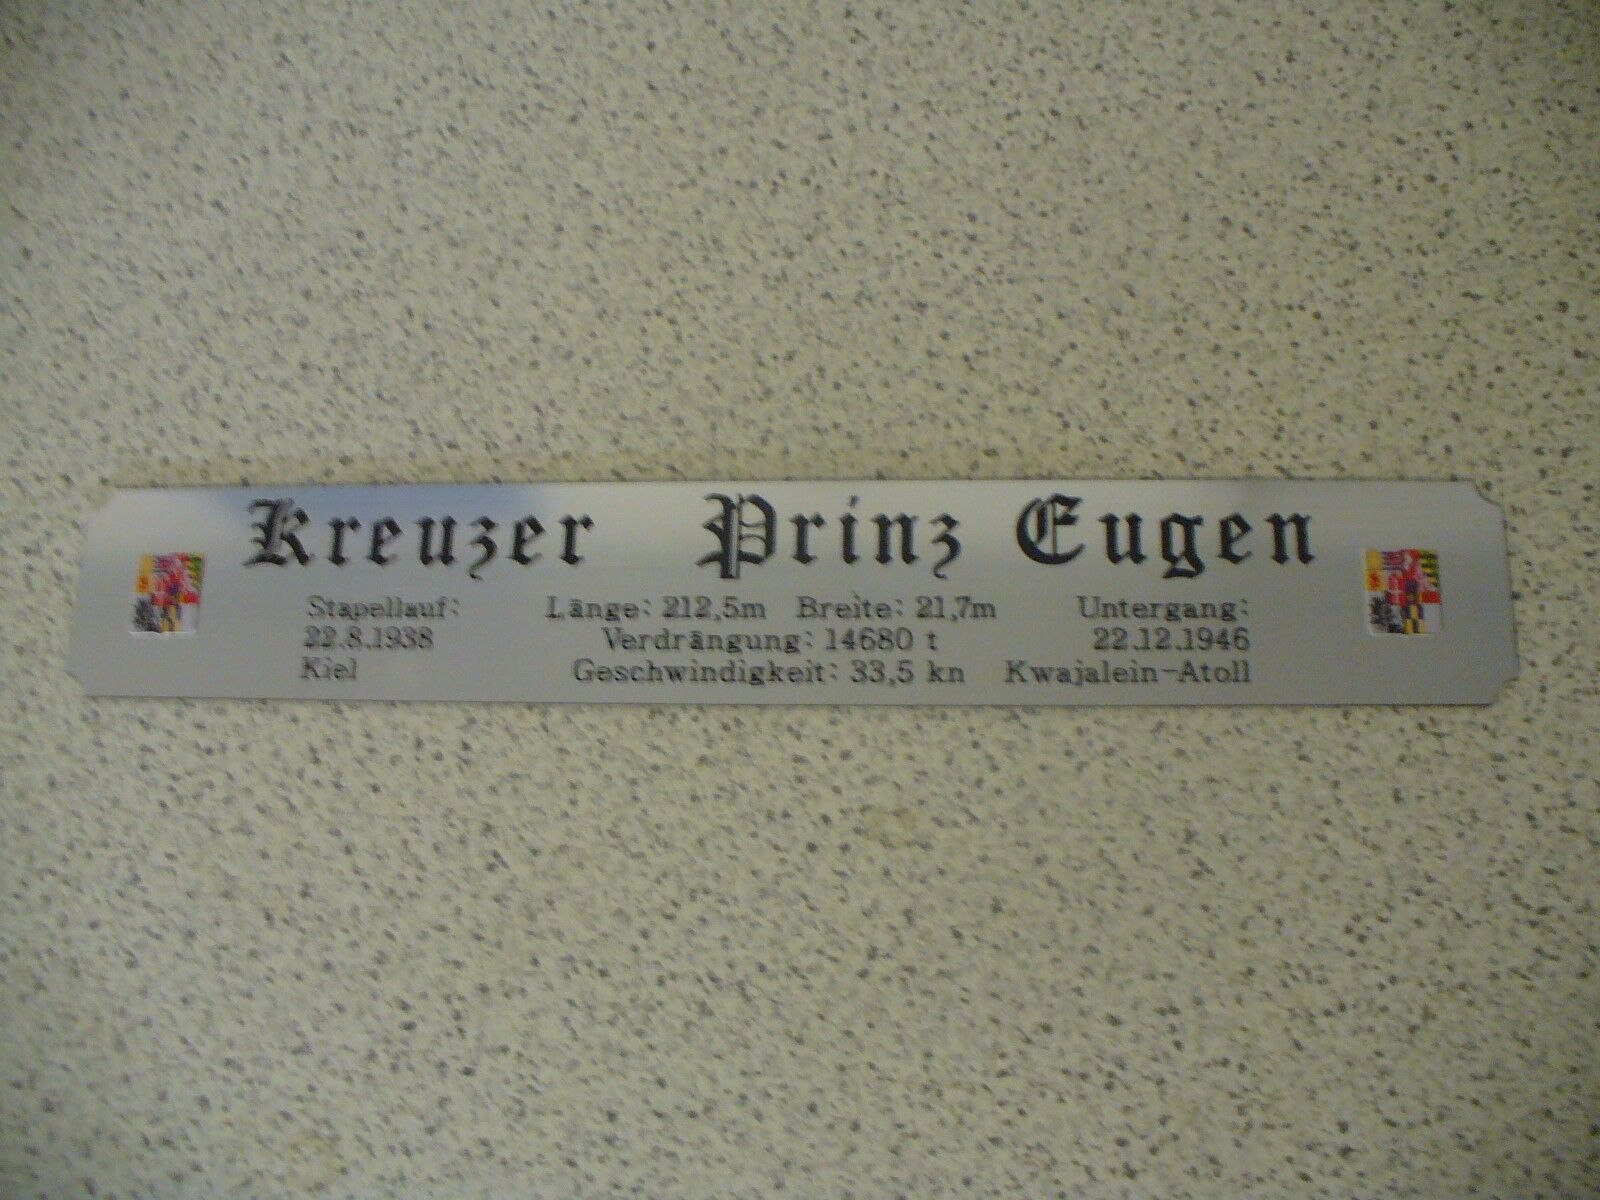 Kreuzer Prinz Eugen
Stapellauf: Länge: 212,5m Breite: 21,7m Untergang:
22.8.1938 Verdrängung: 14680 t 22.12.1946
Kiel Geschwindigkeit: 33,5 kn Kwajalein-Atoll